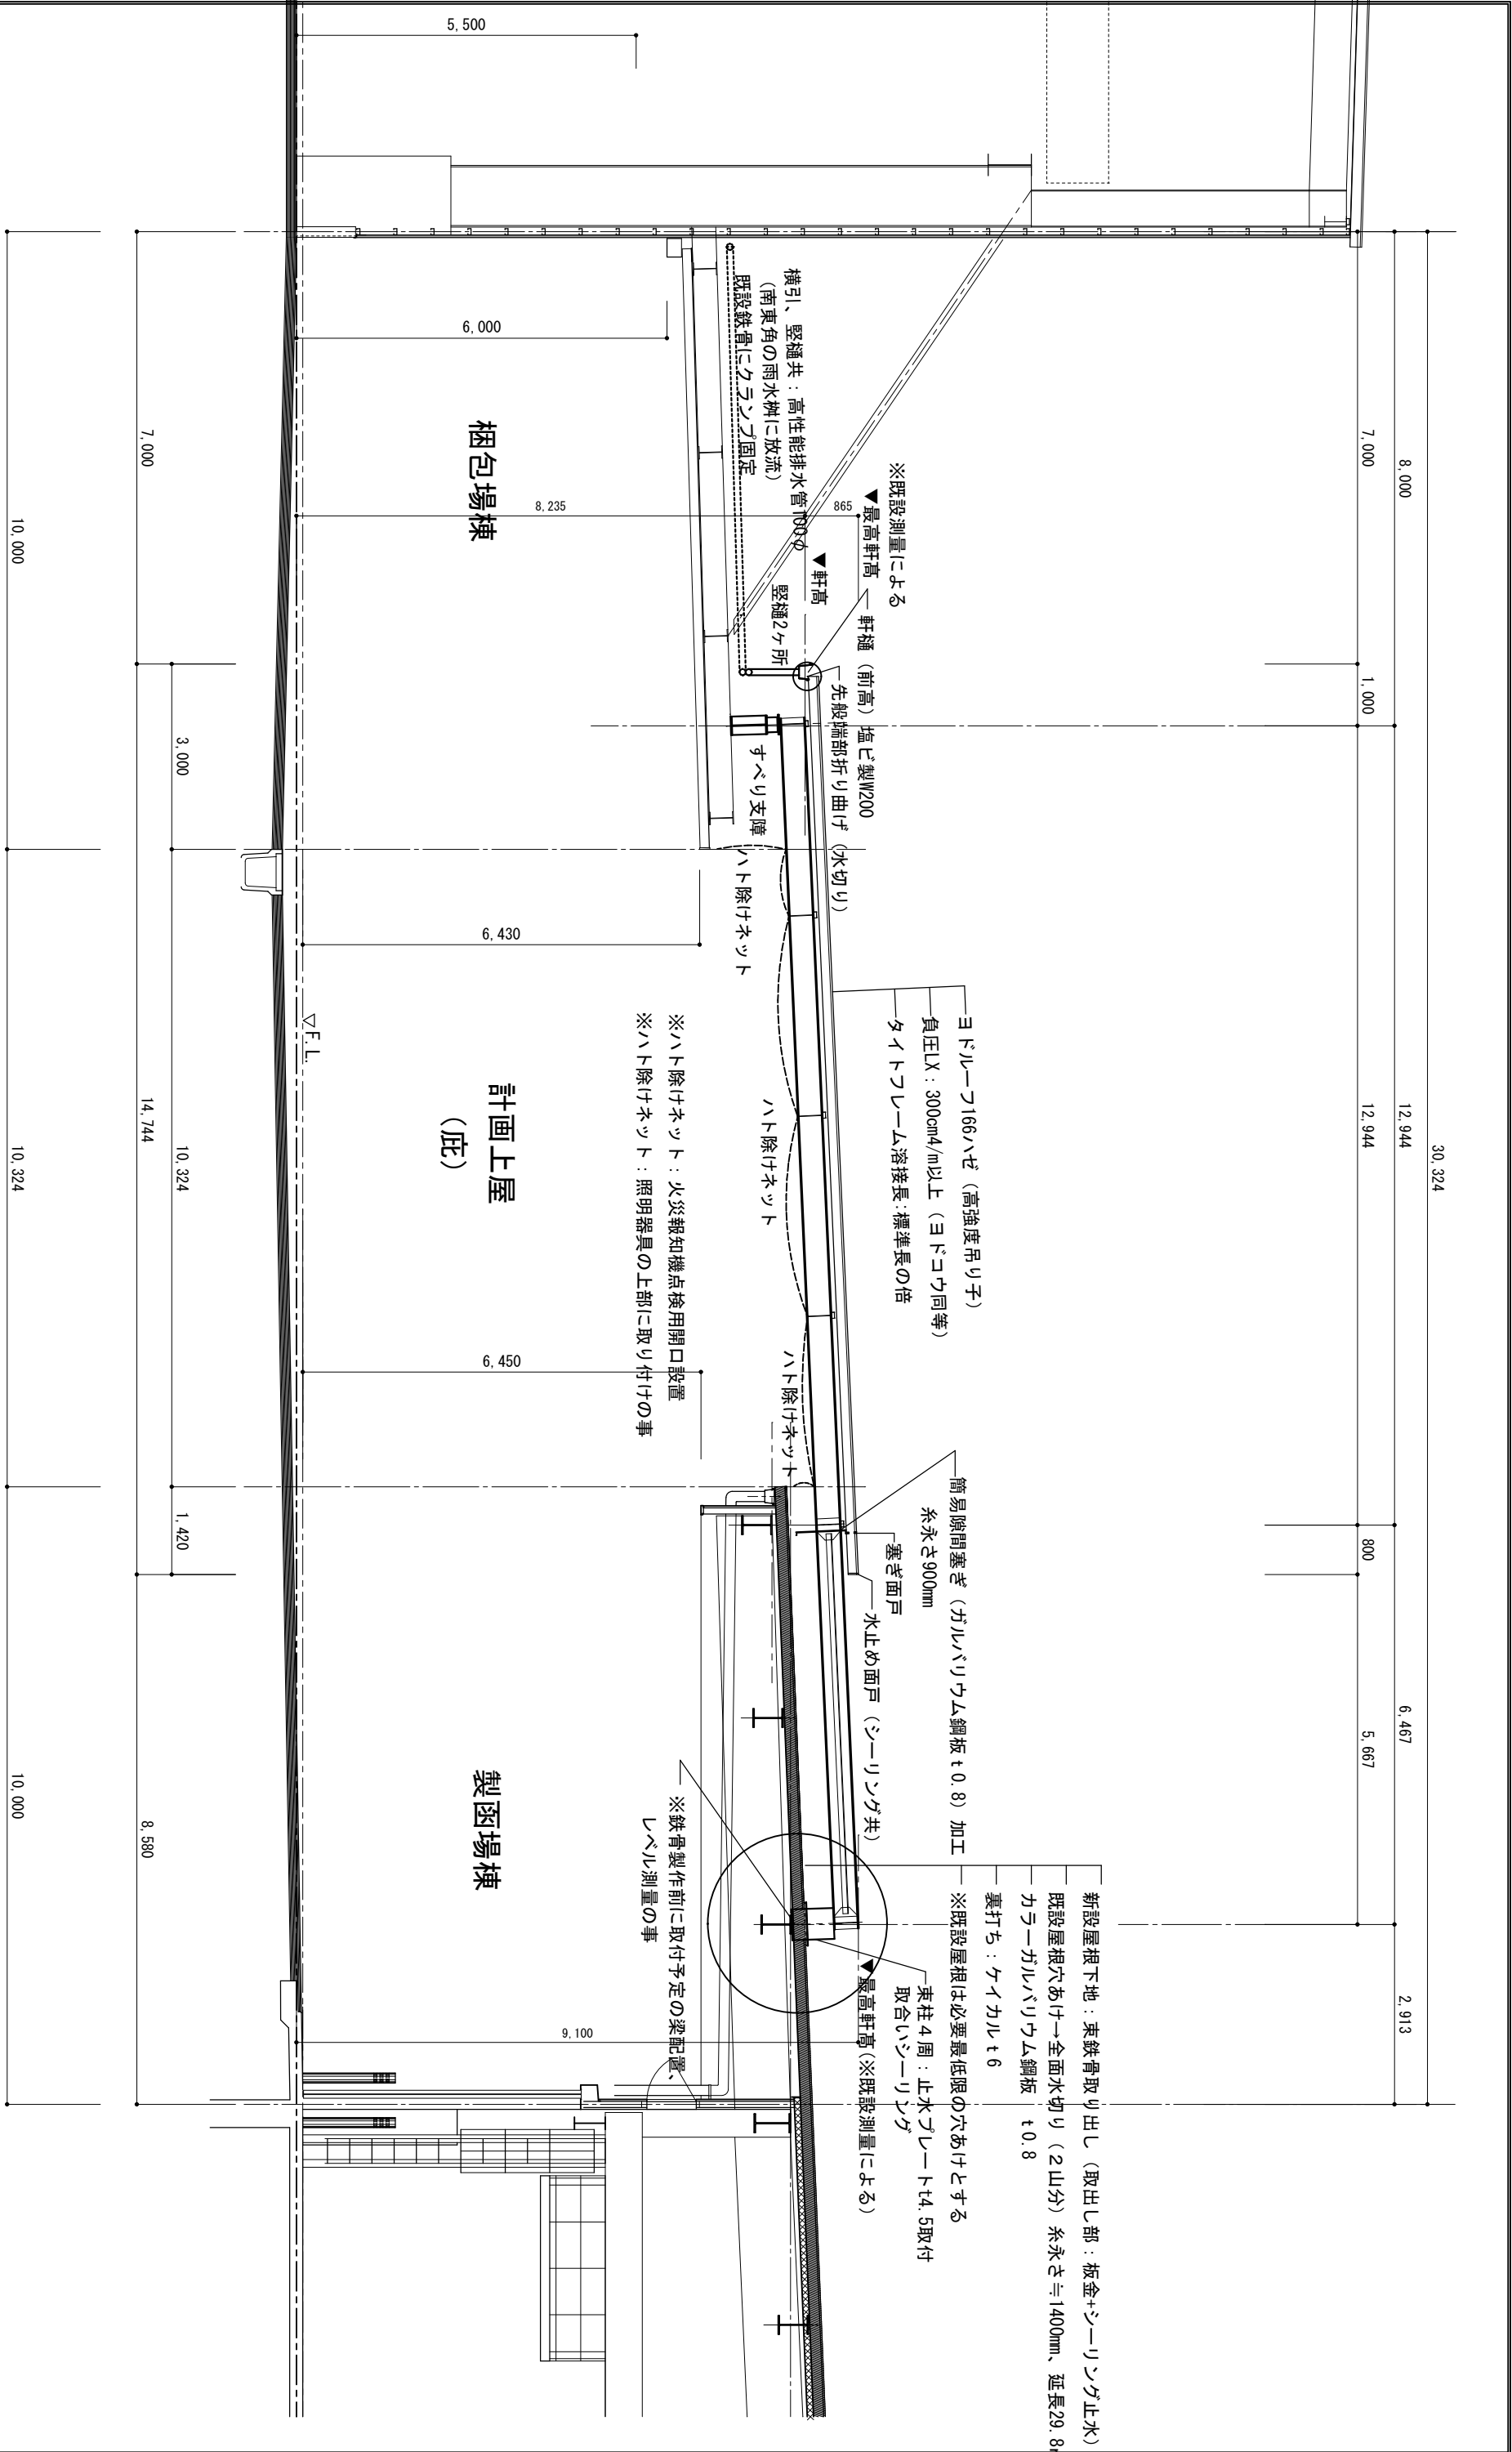 30,324
8,000
12,944
6,467
2,913
7,000
1,000
12,944
800
5,667
新設屋根下地：束鉄骨取り出し（取出し部：板金+シーリング止水）
既設屋根穴あけ→全面水切り（２山分）糸永さ≒1400mm、延長29.8
カラーガルバリウム鋼板　ｔ0.8
裏打ち：ケイカルｔ6
※既設屋根は必要最低限の穴あけとする
束柱４周：止水プレートt4.5取付
取合いシーリング
▼最高軒高(※既設測量による)
簡易隙間塞ぎ（ガルバリウム鋼板ｔ0.8）加工
糸永さ900mm
塞ぎ面戸
水止め面戸（シーリング共）
ヨドルーフ166ハゼ（高強度吊り子）
負圧LX：300cm4/m以上（ヨドコウ同等）
タイトフレーム溶接長:標準長の倍
※既設測量による
▼最高軒高
軒樋（前高）塩ビ製W200
先般端部折り曲げ（水切り）
▼軒高
865
竪樋2ヶ所
横引、竪樋共：高性能排水管100φ
（南東角の雨水桝に放流）
既設鉄骨にクランプ固定
すべり支障
ハト除けネット
ハト除けネット
ハト除けネット
※ハト除けネット：火災報知機点検用開口設置
※ハト除けネット：照明器具の上部に取り付けの事
※鉄骨製作前に取付予定の梁配置、
レベル測量の事
5,500
6,000
8,235
6,430
6,450
9,100
梱包場棟
計画上屋
（庇）
製函場棟
▽F.L.
3,000
10,324
1,420
7,000
14,744
8,580
10,000
10,324
10,000